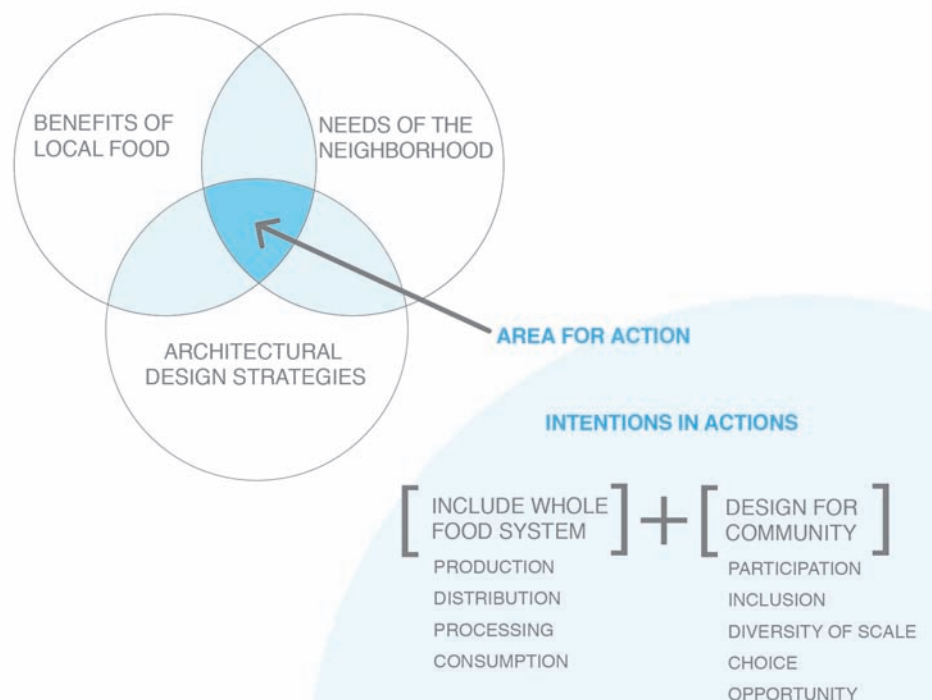 BENEFITS OF
LOCAL FOOD
NEEDS OF THE
NEIGHBORHOOD
ARCHITECTURAL
DESIGN STRATEGIES
AREA FOR ACTION
INTENTIONS IN ACTIONS
[INCLUDE WHOLE
FOOD SYSTEM]
+
[DESIGN FOR
COMMUNITY]
PRODUCTION
DISTRIBUTION
PROCESSING
CONSUMPTION
PARTICIPATION
INCLUSION
DIVERSITY OF SCALE
CHOICE
OPPORTUNITY